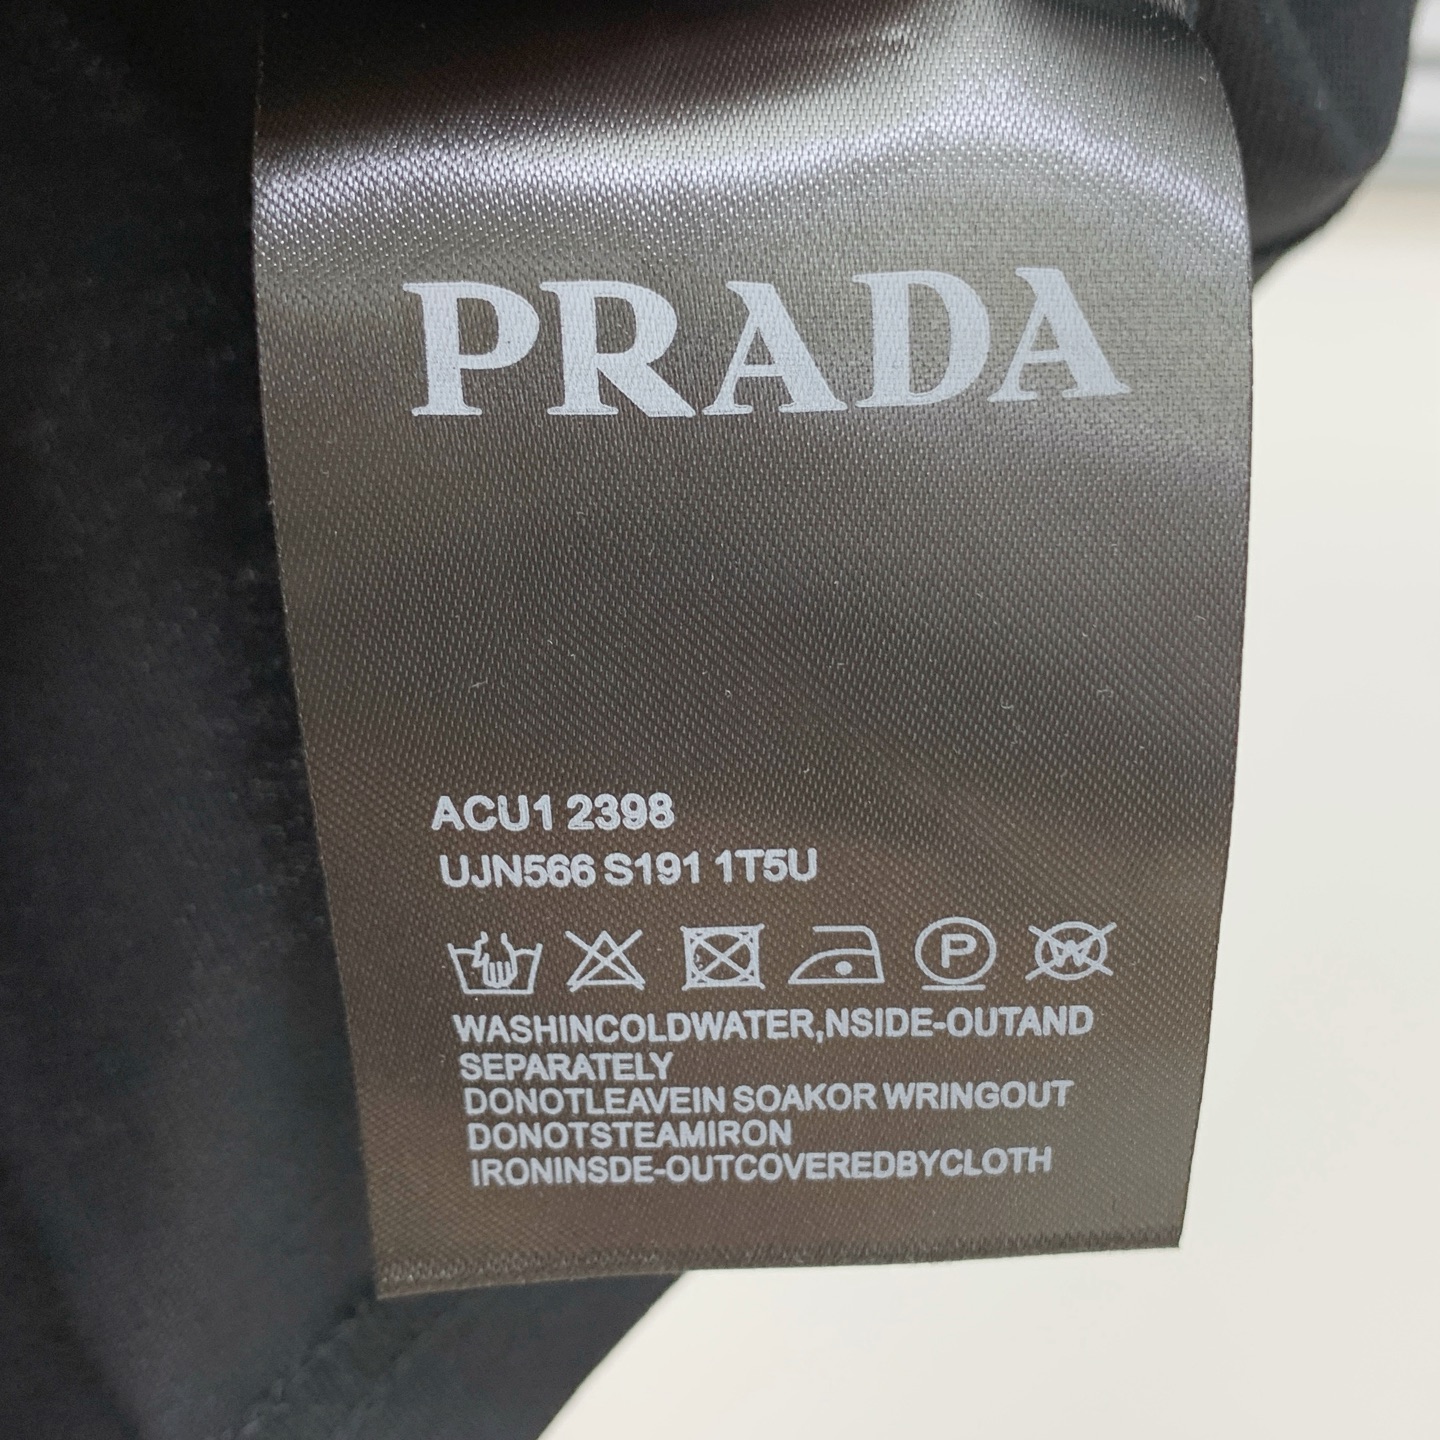 PRADA
ACU1 2398
UJN566 S191 1T5U
P W
WASHINCOLDWATER,NSIDE-OUTAND
SEPARATELY
DONOTLEAVEIN SOAKOR WRINGOUT
DONOTSTEAMIRON
IRONINSDE-OUTCOVEREDBYCLOTH